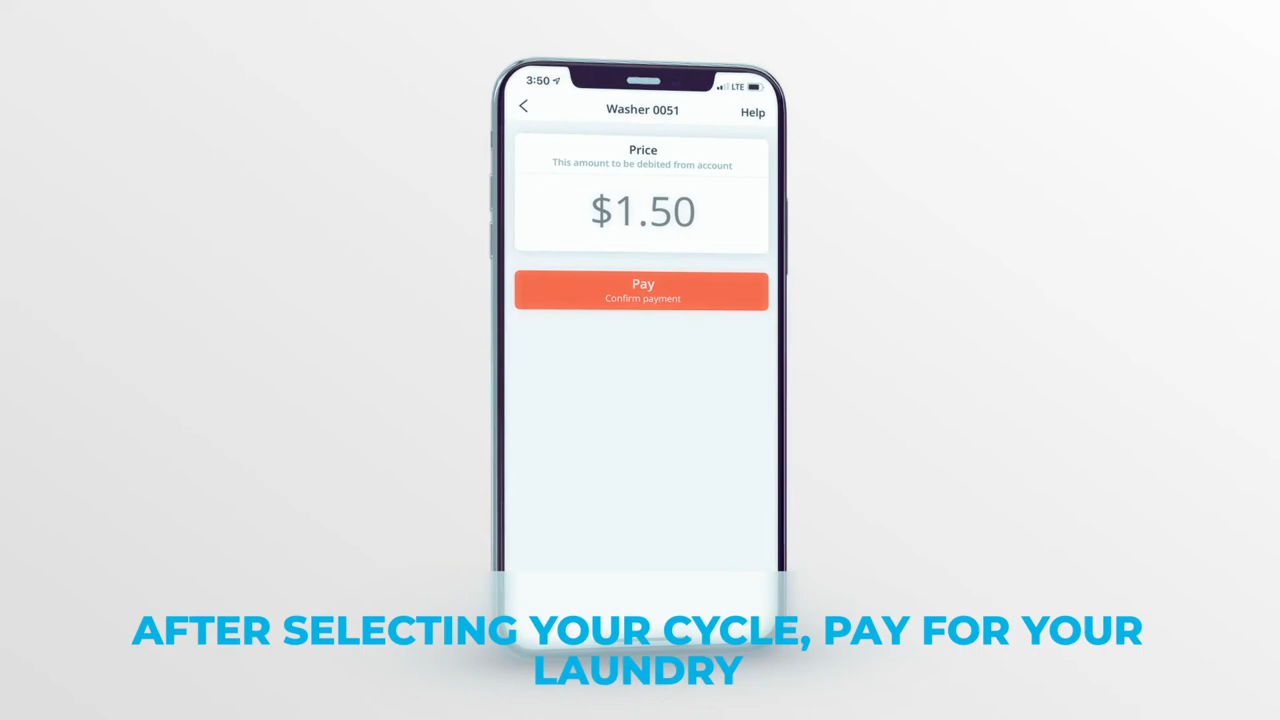 3:50
LTE
Washer 0051
Help
Price
This amount to be debited from account
$1.50
Pay
Confirm payment
AFTER SELECTING YOUR CYCLE, PAY FOR YOUR
LAUNDRY